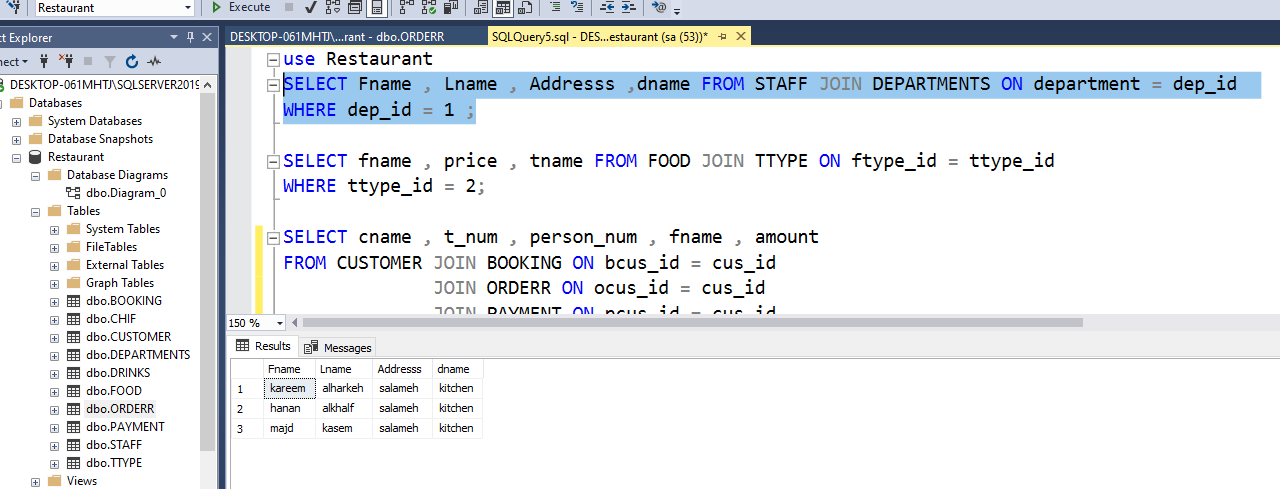 Restaurant
Execute
ct Explorer
nect
DESKTOP-061MHTJ\SQLSERVER2019
Databases
System Databases
Database Snapshots
Restaurant
Database Diagrams
dbo.Diagram_0
Tables
System Tables
FileTables
External Tables
Graph Tables
dbo.BOOKING
dbo.CHIF
dbo.CUSTOMER
dbo.DEPARTMENTS
dbo.DRINKS
dbo.FOOD
dbo.ORDERR
dbo.PAYMENT
dbo.STAFF
dbo.TTYPE
Views
DESKTOP-061MHTJ\...rant - dbo.ORDERR
SQLQuery5.sql - DES...estaurant (sa (53))*
use Restaurant
SELECT Fname , Lname , Addresss ,dname FROM STAFF JOIN DEPARTMENTS ON department = dep_id
WHERE dep_id = 1 ;
SELECT fname , price , tname FROM FOOD JOIN TTYPE ON ftype_id = ttype_id
WHERE ttype_id = 2;
SELECT cname , t_num , person_num , fname , amount
FROM CUSTOMER JOIN BOOKING ON bcus_id = cus_id
JOIN ORDERR ON ocus_id = cus_id
JOIN PAYMENT ON pcus_id = cus_id
150 %
Results Messages
Fname Lname Addresss dname
1 kareem alharkeh salameh kitchen
2 hanan alkhalf salameh kitchen
3 majd kasem salameh kitchen